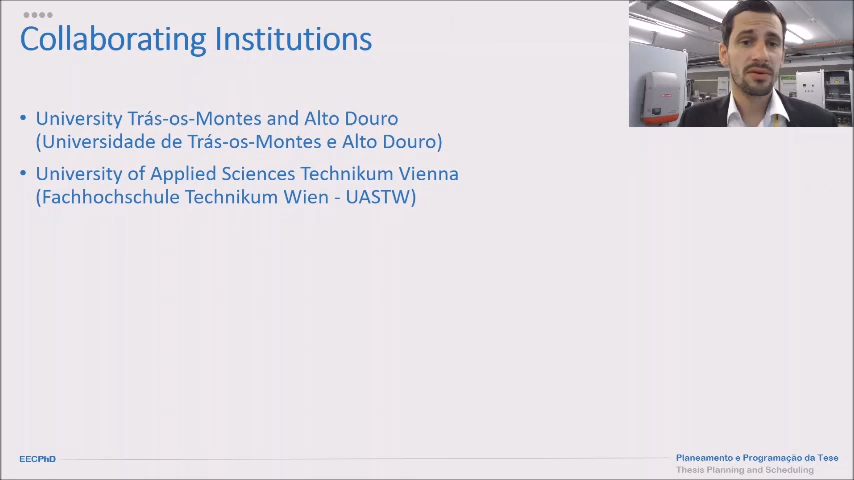 Collaborating Institutions
• University Trás-os-Montes and Alto Douro
(Universidade de Trás-os-Montes e Alto Douro)
• University of Applied Sciences Technikum Vienna
(Fachhochschule Technikum Wien - UASTW)
EECPhD
Planeamento e Programação da Tese
Thesis Planning and Scheduling